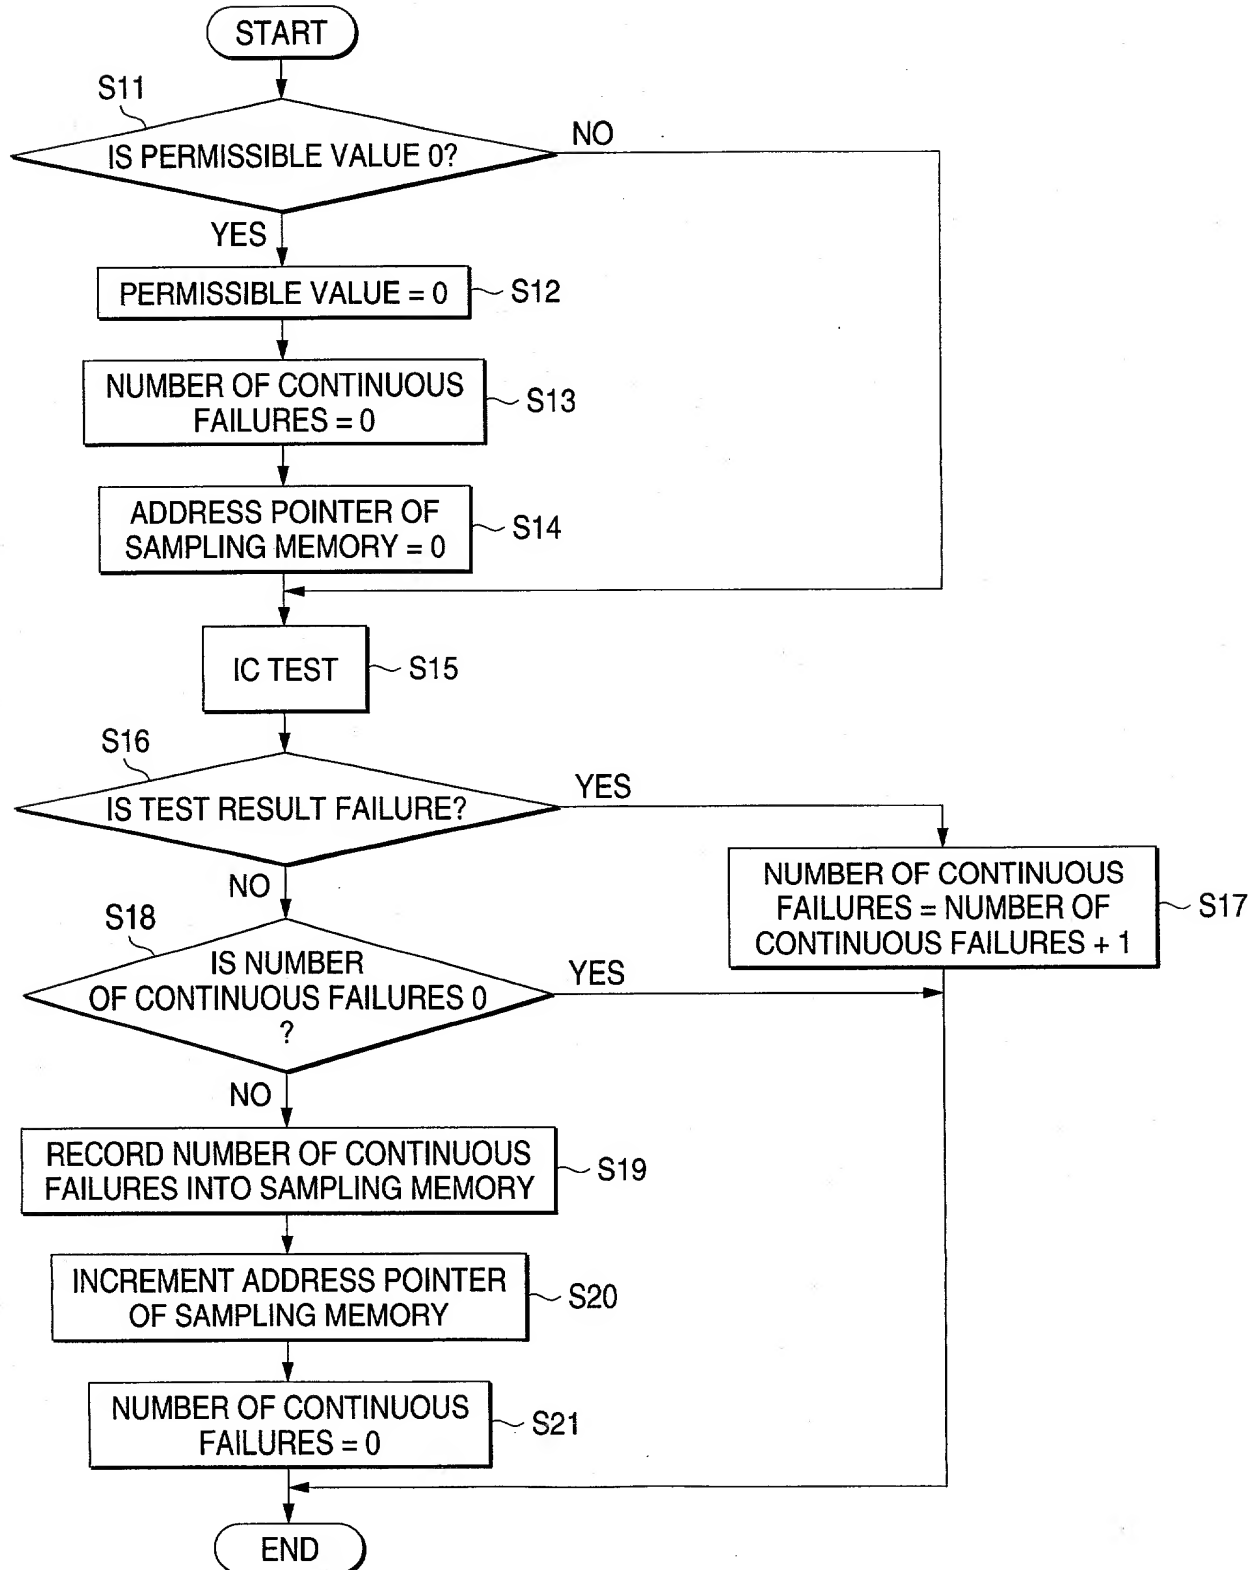 START
S11
IS PERMISSIBLE VALUE 0?
NO
YES
PERMISSIBLE VALUE = 0
S12
NUMBER OF CONTINUOUS
FAILURES = 0
S13
ADDRESS POINTER OF
SAMPLING MEMORY = 0
S14
IC TEST
S15
S16
IS TEST RESULT FAILURE?
YES
NO
NUMBER OF CONTINUOUS
FAILURES = NUMBER OF
CONTINUOUS FAILURES + 1
S17
S18
IS NUMBER
OF CONTINUOUS FAILURES 0
?
YES
NO
RECORD NUMBER OF CONTINUOUS
FAILURES INTO SAMPLING MEMORY
S19
INCREMENT ADDRESS POINTER
OF SAMPLING MEMORY
S20
NUMBER OF CONTINUOUS
FAILURES = 0
S21
END